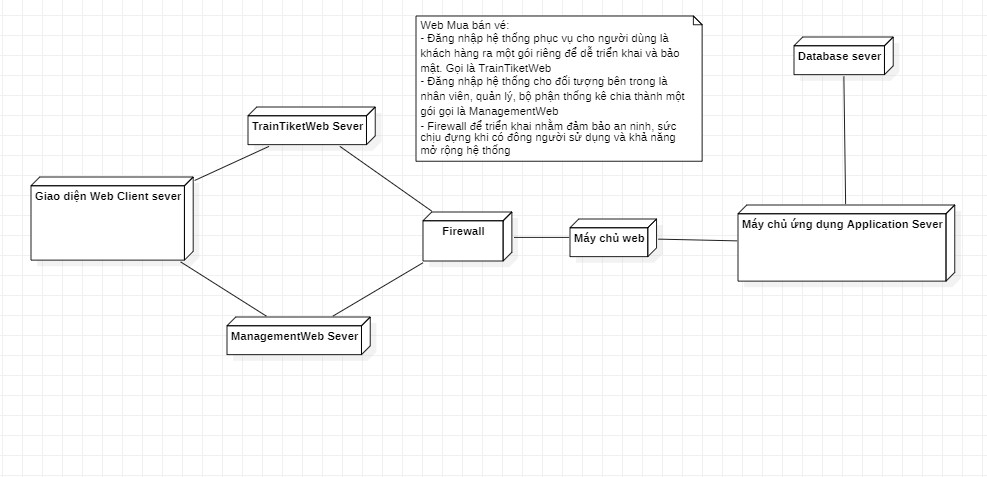 Web Mua bán vé:
- Đăng nhập hệ thống phục vụ cho người dùng là
khách hàng ra một gói riêng để dễ triển khai và bảo
mật. Gọi là TrainTiketWeb
- Đăng nhập hệ thống cho đối tượng bên trong là
nhân viên, quản lý, bộ phận thống kê chia thành một
gói gọi là ManagementWeb
- Firewall để triển khai nhằm đảm bảo an ninh, sức
chịu đựng khi có đông người sử dụng và khả năng
mở rộng hệ thống
Database sever
TrainTiketWeb Sever
Giao diện Web Client sever
Firewall
Máy chủ web
Máy chủ ứng dụng Application Sever
ManagementWeb Sever